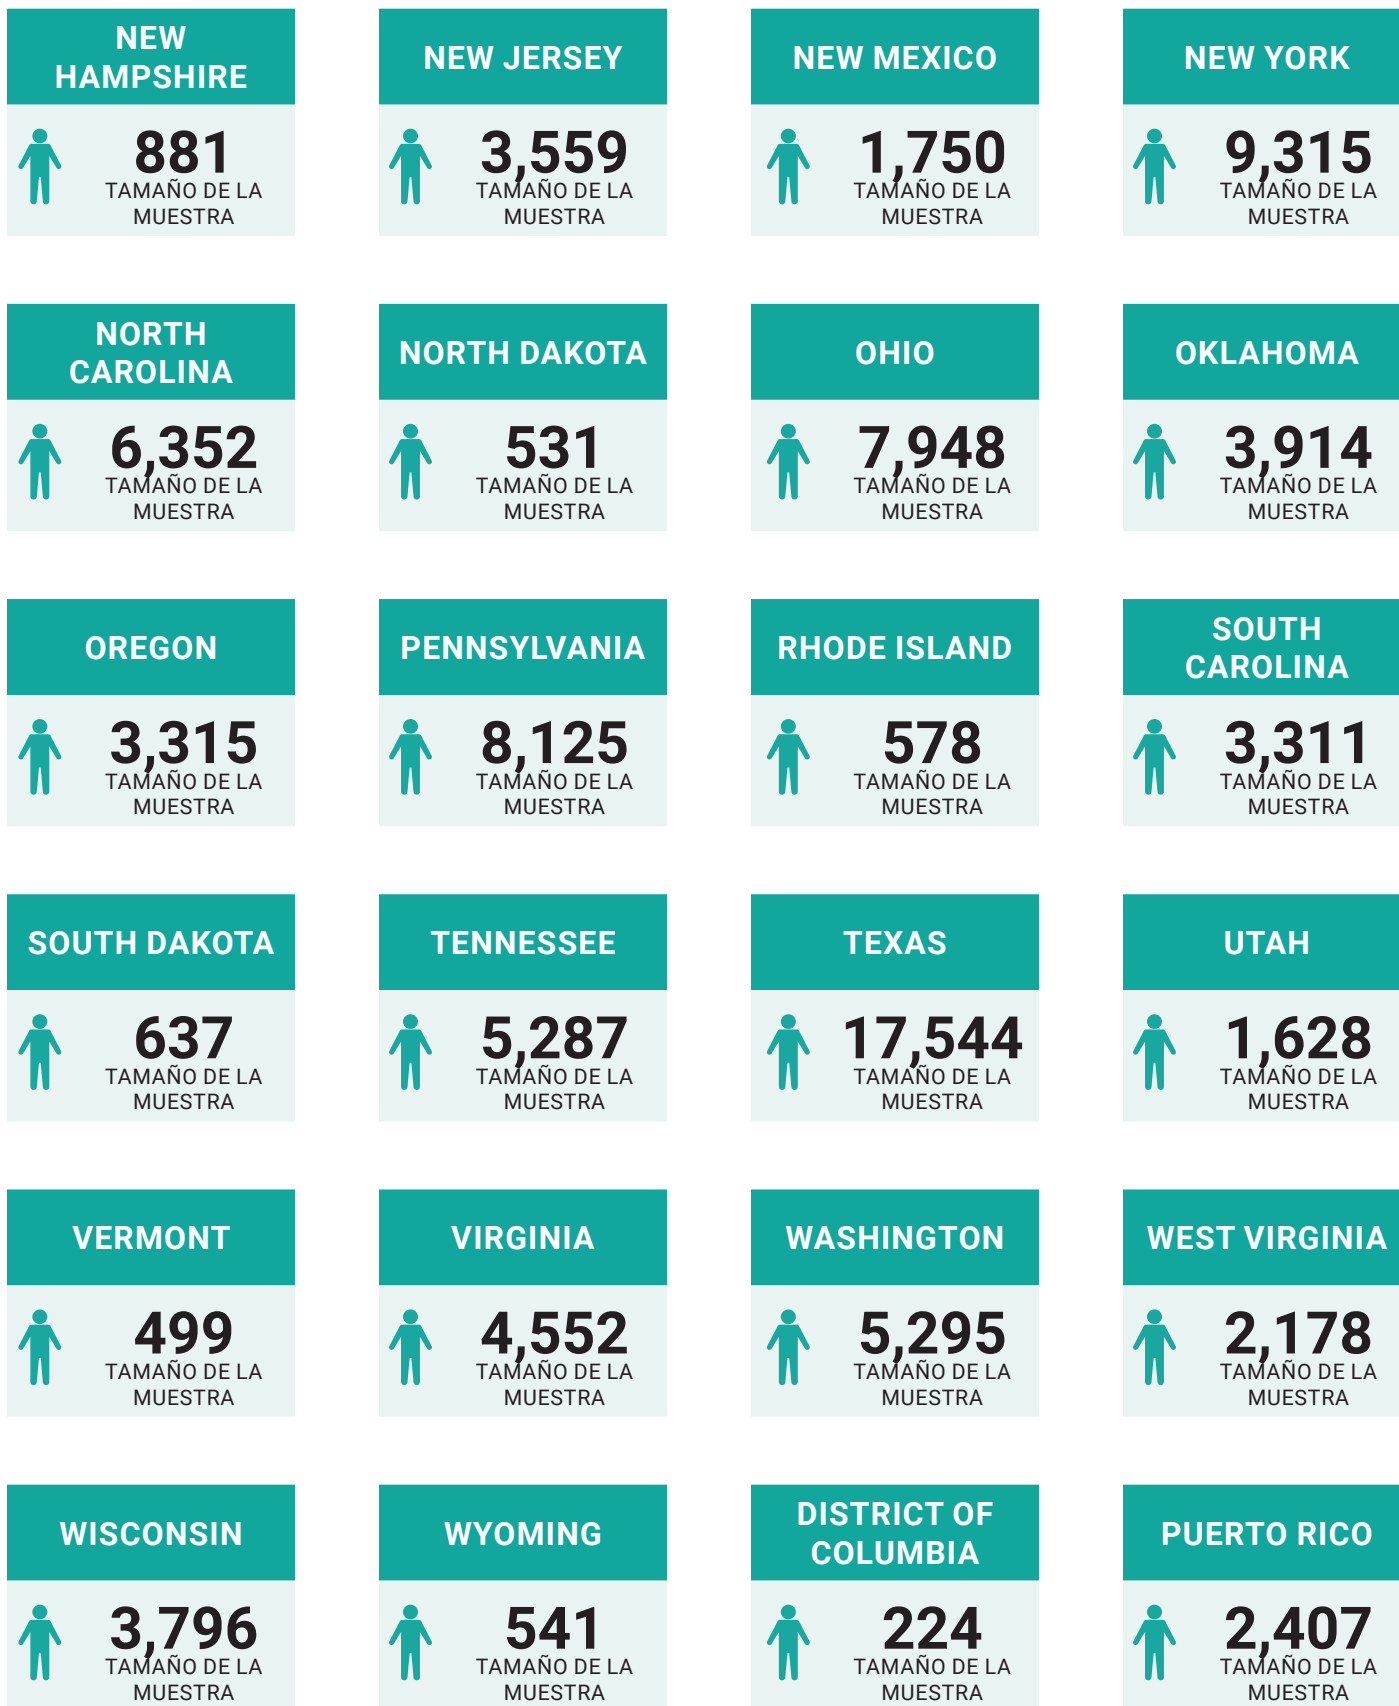 NEW
HAMPSHIRE
881
TAMAÑO DE LA
MUESTRA
NEW JERSEY
3,559
TAMAÑO DE LA
MUESTRA
NEW MEXICO
1,750
TAMAÑO DE LA
MUESTRA
NEW YORK
9,315
TAMAÑO DE LA
MUESTRA
NORTH
CAROLINA
6,352
TAMAÑO DE LA
MUESTRA
NORTH DAKOTA
531
TAMAÑO DE LA
MUESTRA
OHIO
7,948
TAMAÑO DE LA
MUESTRA
OKLAHOMA
3,914
TAMAÑO DE LA
MUESTRA
OREGON
3,315
TAMAÑO DE LA
MUESTRA
PENNSYLVANIA
8,125
TAMAÑO DE LA
MUESTRA
RHODE ISLAND
578
TAMAÑO DE LA
MUESTRA
SOUTH
CAROLINA
3,311
TAMAÑO DE LA
MUESTRA
SOUTH DAKOTA
637
TAMAÑO DE LA
MUESTRA
TENNESSEE
5,287
TAMAÑO DE LA
MUESTRA
TEXAS
17,544
TAMAÑO DE LA
MUESTRA
UTAH
1,628
TAMAÑO DE LA
MUESTRA
VERMONT
499
TAMAÑO DE LA
MUESTRA
VIRGINIA
4,552
TAMAÑO DE LA
MUESTRA
WASHINGTON
5,295
TAMAÑO DE LA
MUESTRA
WEST VIRGINIA
2,178
TAMAÑO DE LA
MUESTRA
WISCONSIN
3,796
TAMAÑO DE LA
MUESTRA
WYOMING
541
TAMAÑO DE LA
MUESTRA
DISTRICT OF
COLUMBIA
224
TAMAÑO DE LA
MUESTRA
PUERTO RICO
2,407
TAMAÑO DE LA
MUESTRA